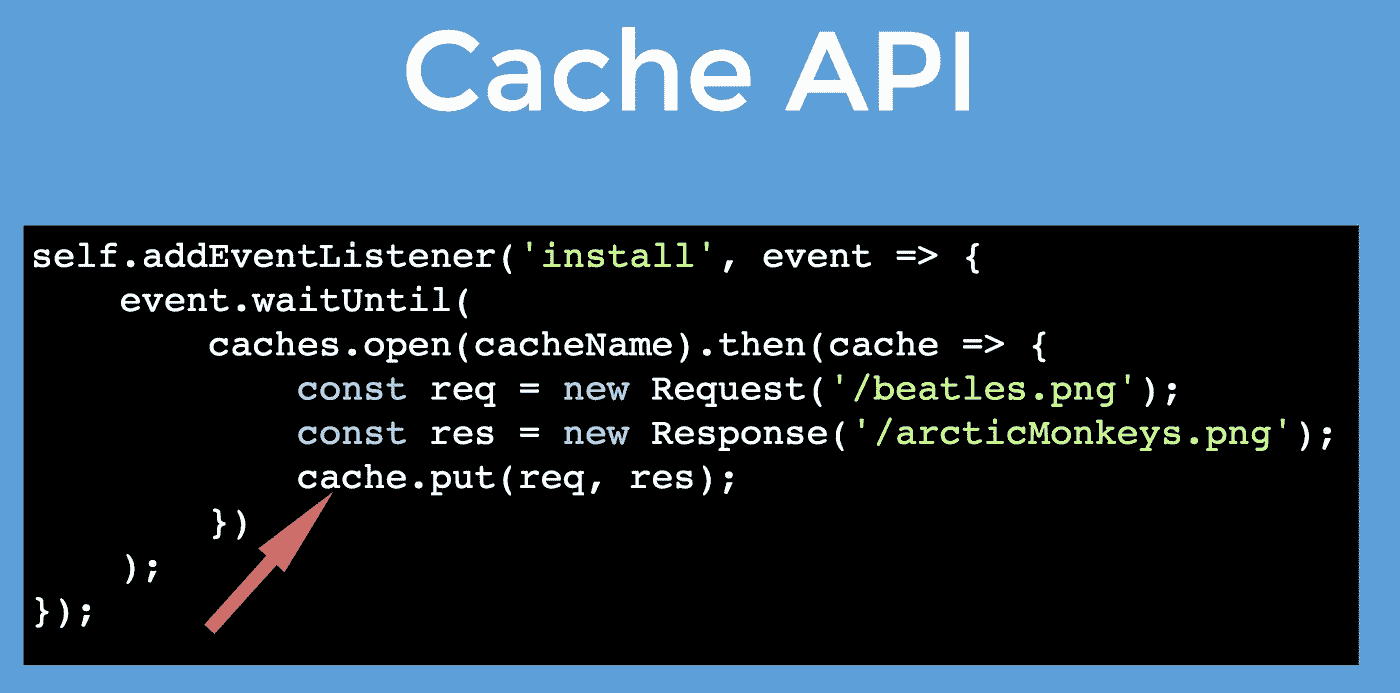 Cache API
self.addEventListener('install', event => {
    event.waitUntil(
        caches.open(cacheName).then(cache => {
            const req = new Request('/beatles.png');
            const res = new Response('/arcticMonkeys.png');
            cache.put(req, res);
        })
    );
});